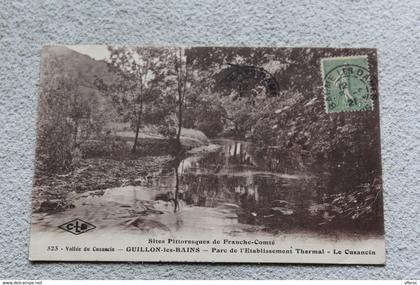 Sites Pittoresques de Franche-Comté
523 - Vallée du Cusancin — GUILLON-les-BAINS — Parc de l'Etablissement Thermal - Le Cusancin
CLB